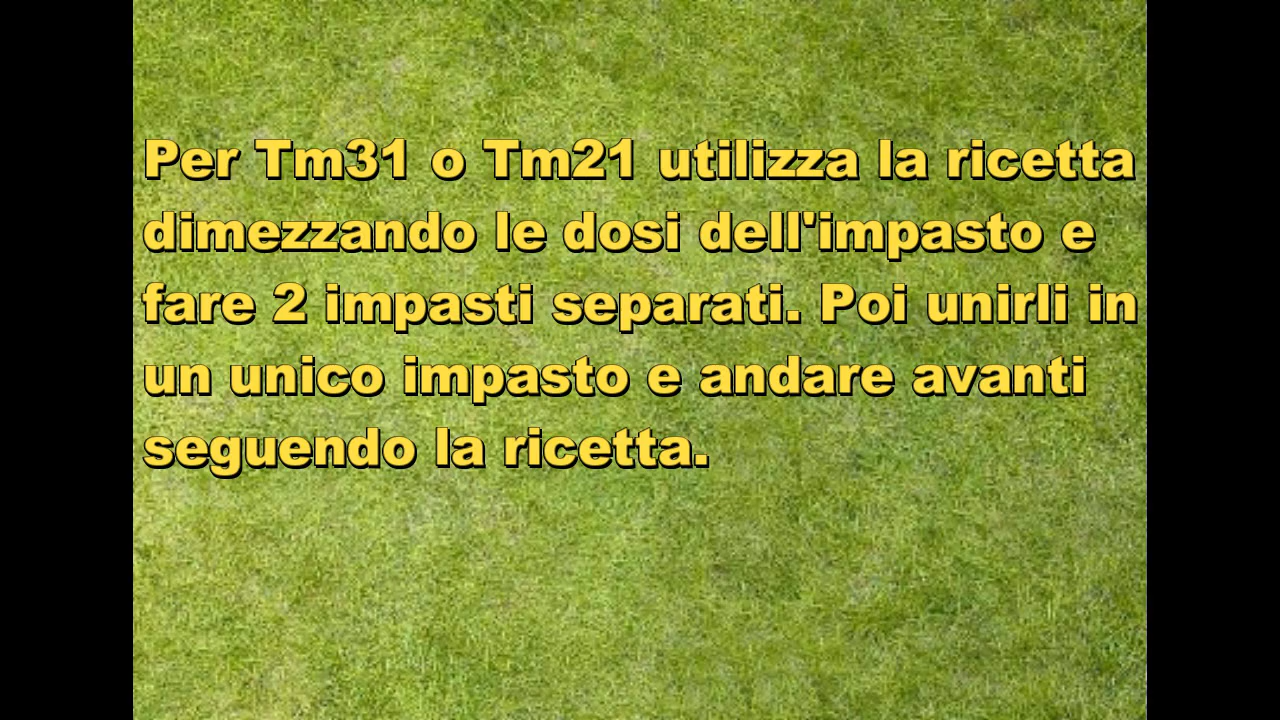 Per Tm31 o Tm21 utilizza la ricetta
dimezzando le dosi dell'impasto e
fare 2 impasti separati. Poi unirli in
un unico impasto e andare avanti
seguendo la ricetta.